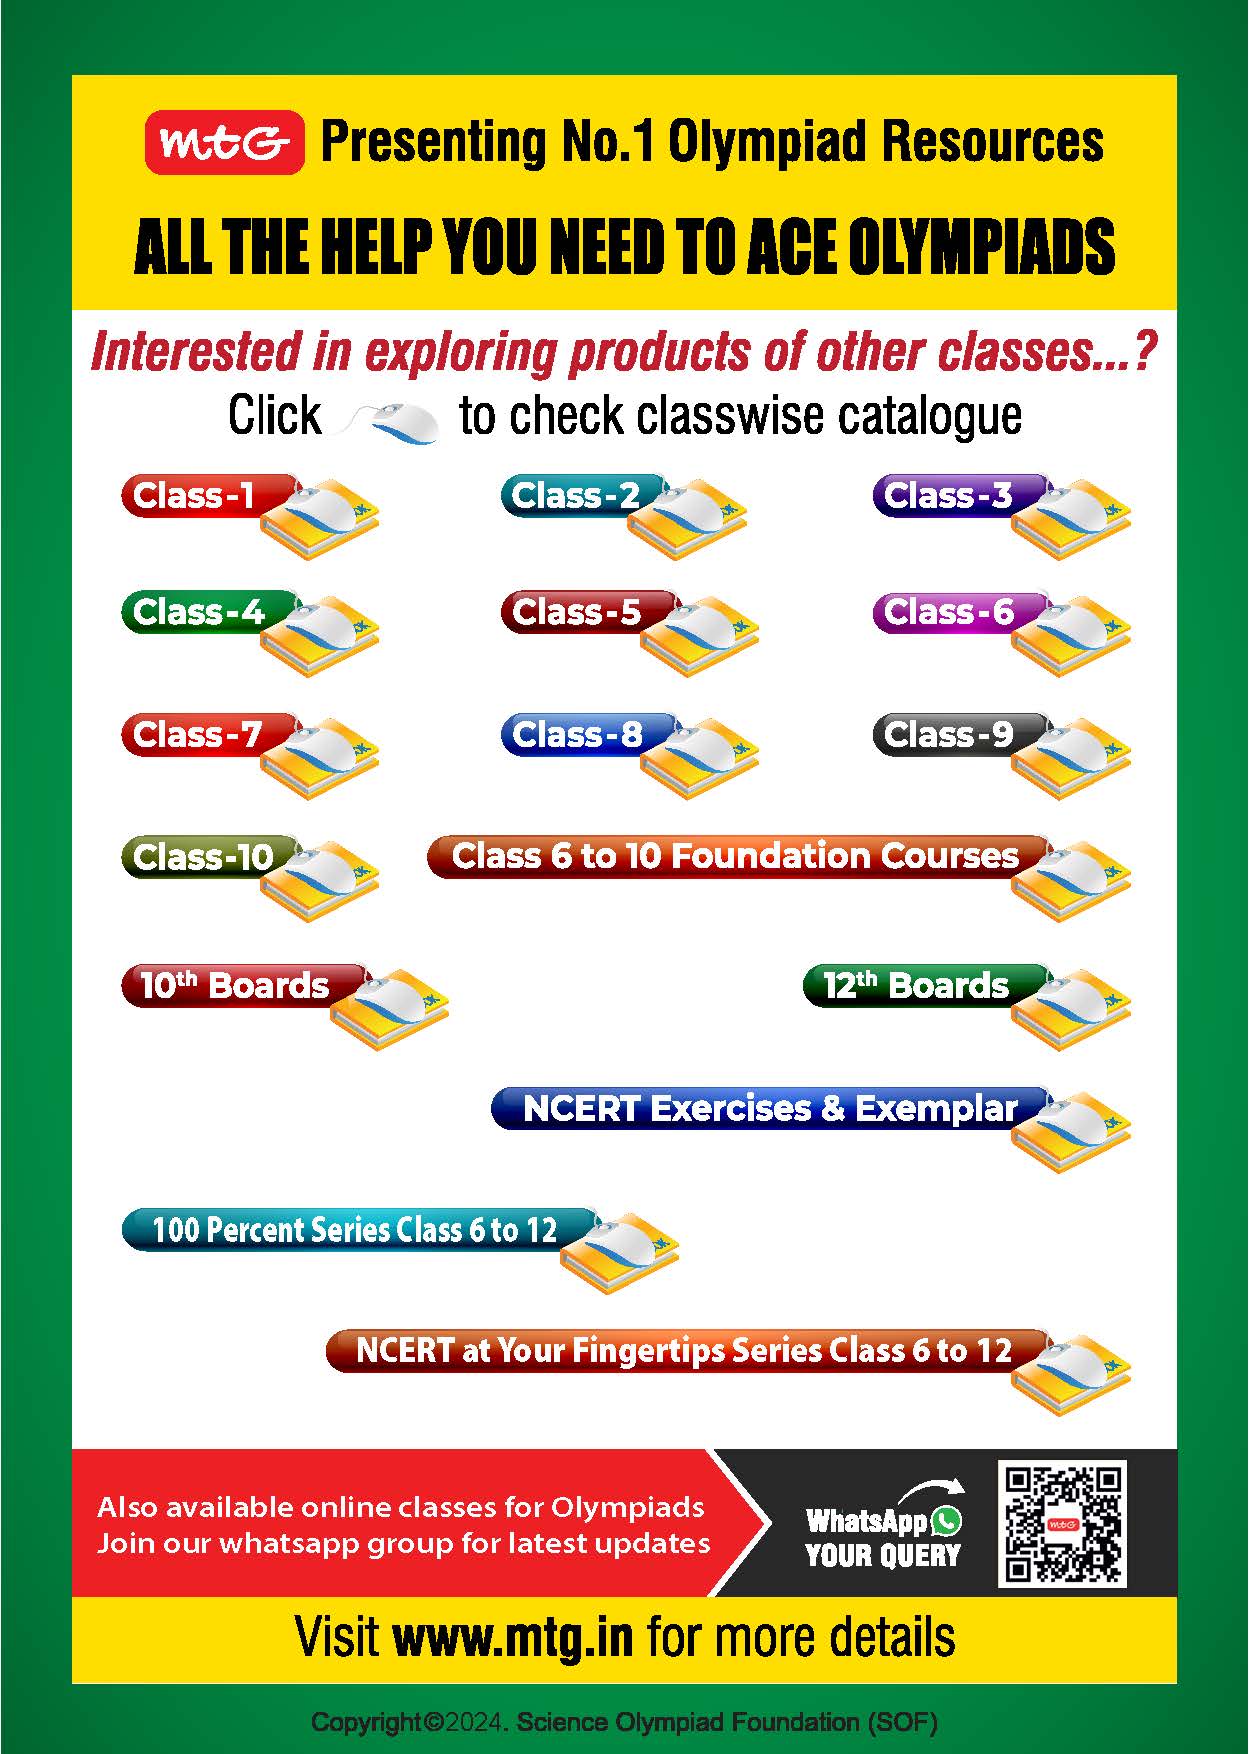 mtG Presenting No.1 Olympiad Resources
ALL THE HELP YOU NEED TO ACE OLYMPIADS
Interested in exploring products of other classes...?
Click to check classwise catalogue
Class-1
Class-2
Class-3
Class-4
Class-5
Class-6
Class-7
Class-8
Class-9
Class-10
Class 6 to 10 Foundation Courses
10th Boards
12th Boards
NCERT Exercises & Exemplar
100 Percent Series Class 6 to 12
NCERT at Your Fingertips Series Class 6 to 12
Also available online classes for Olympiads
Join our whatsapp group for latest updates
WhatsApp
YOUR QUERY
mtG
Visit www.mtg.in for more details
Copyright©2024. Science Olympiad Foundation (SOF)